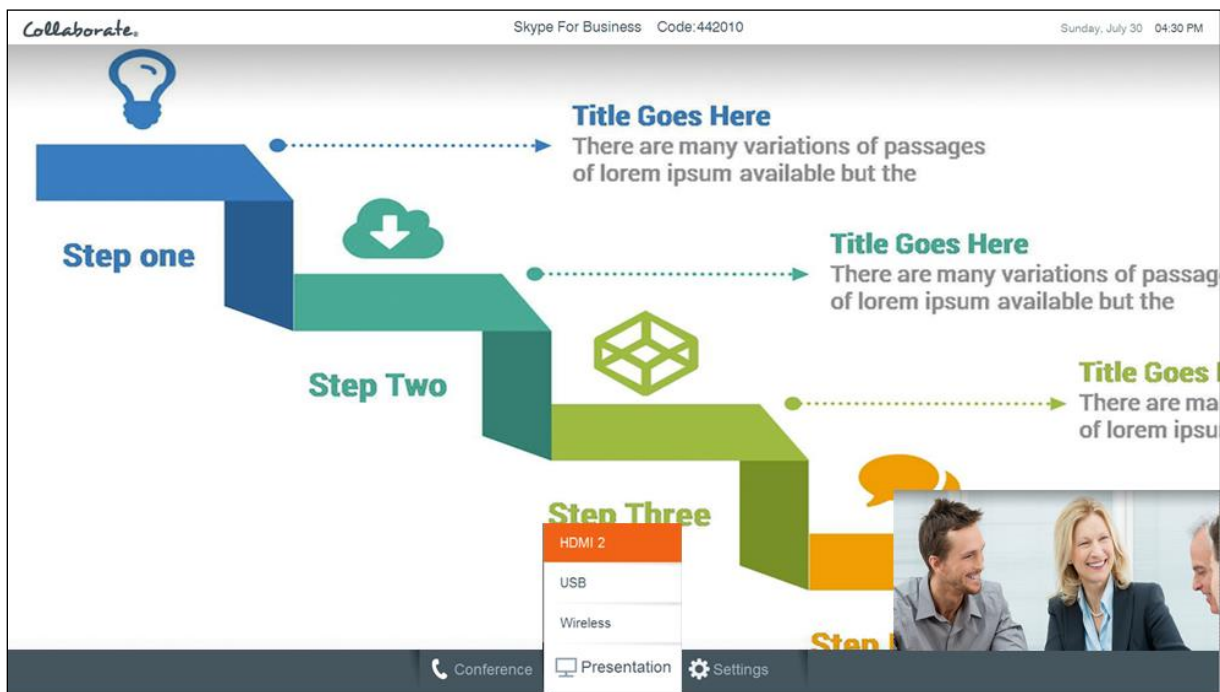 Collaborate.
Skype For Business Code:442010
Sunday, July 30 04:30 PM
Title Goes Here
There are many variations of passages
of lorem ipsum available but the
Step one
Title Goes Here
There are many variations of passag
of lorem ipsum available but the
Step Two
Title Goes
There are ma
of lorem ipsu
Step Three
HDMI 2
USB
Wireless
Step
Conference
Presentation
Settings